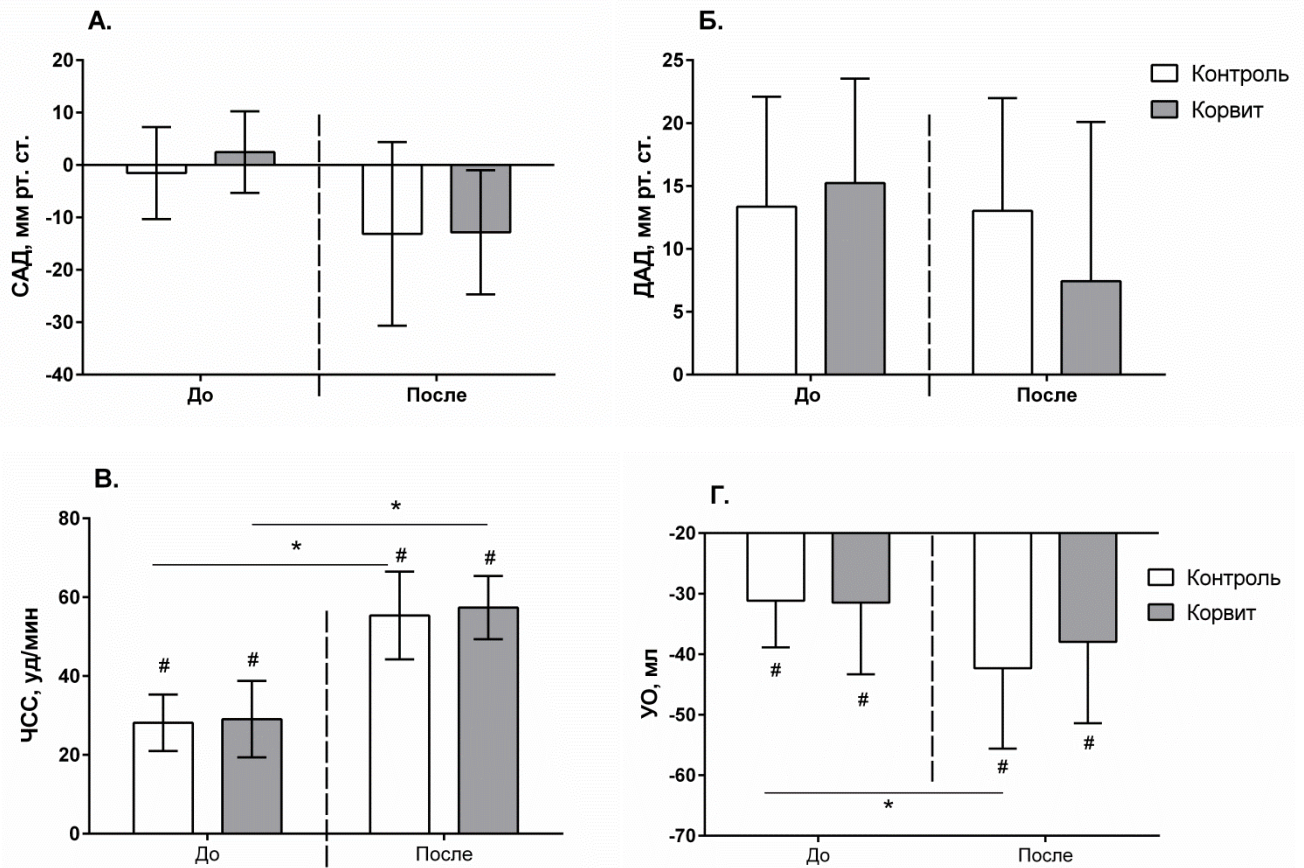 А.
20
10
0
-10
-20
-30
-40
САД, мм рт. ст.
До
После
Б.
25
20
15
10
5
0
ДАД, мм рт. ст.
До
После
Контроль
Корвит
В.
80
60
40
20
0
ЧСС, уд/мин
*
*
#
#
#
#
До
После
Г.
-20
-30
-40
-50
-60
-70
УО, мл
#
#
#
#
*
До
После
Контроль
Корвит